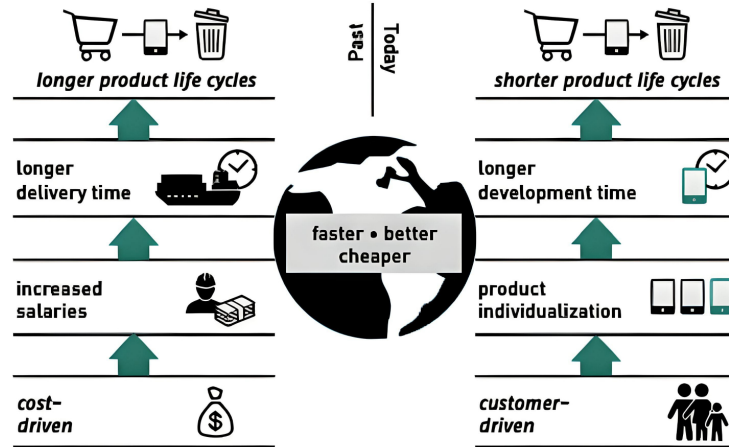 longer product life cycles
longer
delivery time
increased
salaries
cost-
driven
Past
Today
faster • better
cheaper
$
shorter product life cycles
longer
development time
product
individualization
customer-
driven